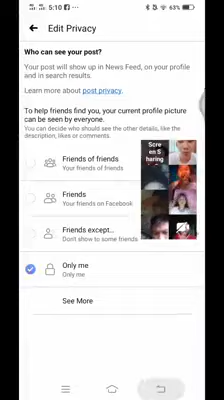 5:10
63%
Edit Privacy
Who can see your post?
Your post will show up in News Feed, on your profile
and in search results.
Learn more about post privacy.
To help friends find you, your current profile picture
can be seen by everyone.
You can decide who should see the other details, like the
description, likes or comments.
Scre
en S
haring
Friends of friends
Your friends of friends
Friends
Your friends on Facebook
Friends except...
Don't show to some friends
Only me
Only me
See More